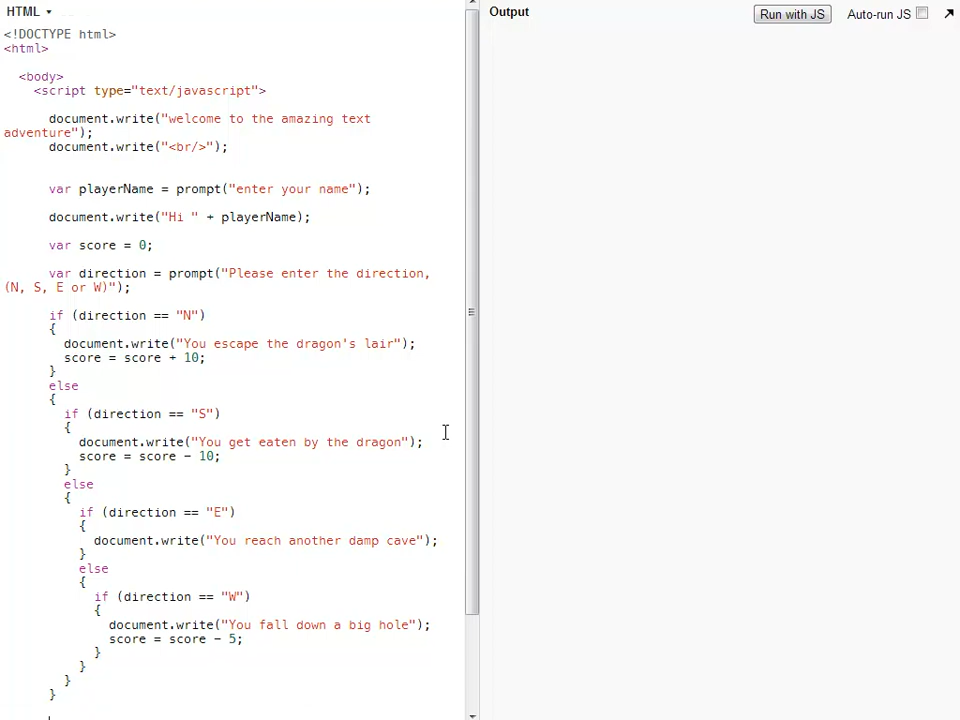 HTML
Output
Run with JS
Auto-run JS
<!DOCTYPE html>
<html>
<body>
<script type="text/javascript">
document.write("welcome to the amazing text
adventure");
document.write("<br/>");
var playerName = prompt("enter your name");
document.write("Hi " + playerName);
var score = 0;
var direction = prompt("Please enter the direction,
(N, S, E or W)");
if (direction == "N")
{
document.write("You escape the dragon's lair");
score = score + 10;
}
else
{
if (direction == "S")
{
document.write("You get eaten by the dragon");
score = score - 10;
}
else
{
if (direction == "E")
{
document.write("You reach another damp cave");
}
else
{
if (direction == "W")
{
document.write("You fall down a big hole");
score = score - 5;
}
}
}
}